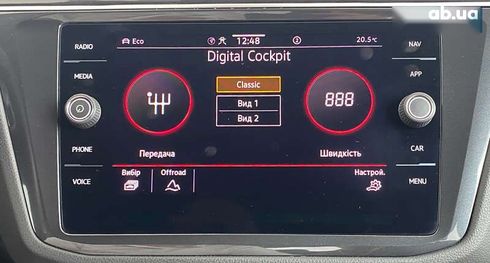 ab.ua
RADIO
Eco
12:48
20.5°C
NAV
Digital Cockpit
MEDIA
APP
Classic
888
Вид 1
Вид 2
PHONE
Передача
Швидкість
CAR
VOICE
Вибір
Offroad
Настрой.
MENU